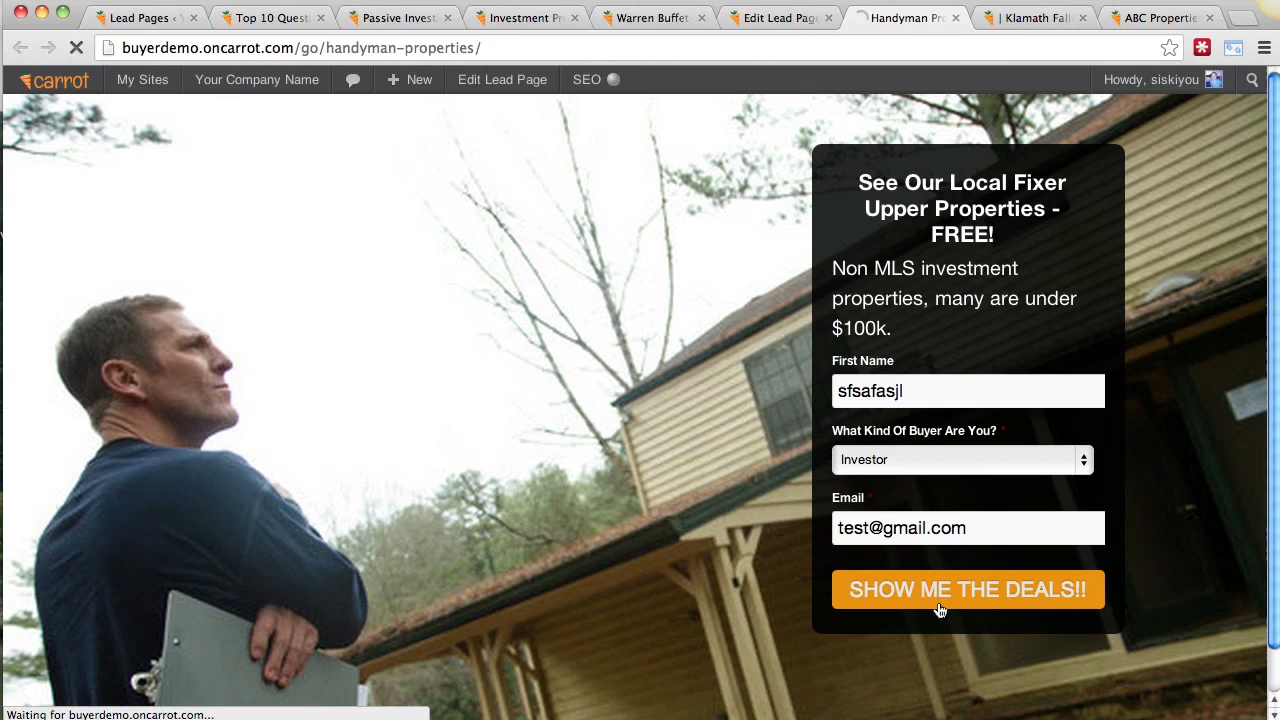 Lead Pages ‹ V
Top 10 Quest
Passive Invest
Investment Pr
Warren Buffet
Edit Lead Page
Handyman Pro
| Klamath Fall
ABC Propertie
buyerdemo.oncarrot.com/go/handyman-properties/
carrot
My Sites
Your Company Name
+ New
Edit Lead Page
SEO
Howdy, siskiyou
See Our Local Fixer
Upper Properties -
FREE!
Non MLS investment
properties, many are under
$100k.
First Name
sfsafasjl
What Kind Of Buyer Are You? *
Investor
Email *
test@gmail.com
SHOW ME THE DEALS!!
Waiting for buyerdemo.oncarrot.com...